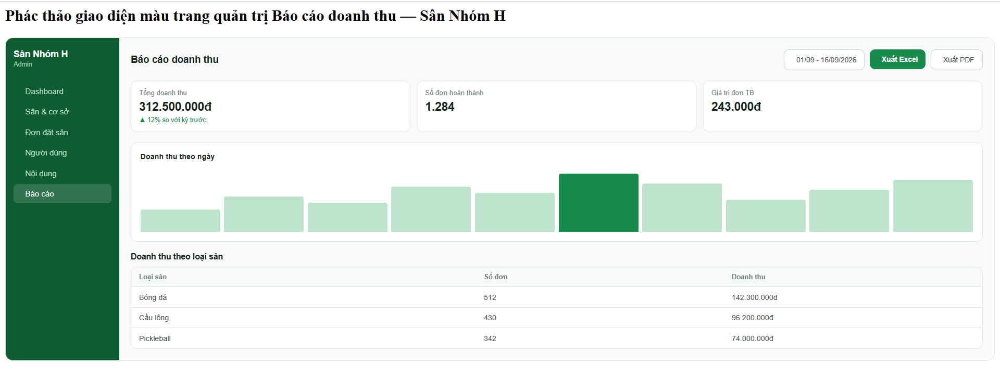 Phác thảo giao diện màu trang quản trị Báo cáo doanh thu — Sân Nhóm H
Sân Nhóm H
Admin
Dashboard
Sân & cơ sở
Đơn đặt sân
Người dùng
Nội dung
Báo cáo
Báo cáo doanh thu
01/09 - 16/09/2026
Xuất Excel
Xuất PDF
Tổng doanh thu
312.500.000đ
▲ 12% so với kỳ trước
Số đơn hoàn thành
1.284
Giá trị đơn TB
243.000đ
Doanh thu theo ngày
Doanh thu theo loại sân
Loại sân Số đơn Doanh thu
Bóng đá 512 142.300.000đ
Cầu lông 430 96.200.000đ
Pickleball 342 74.000.000đ